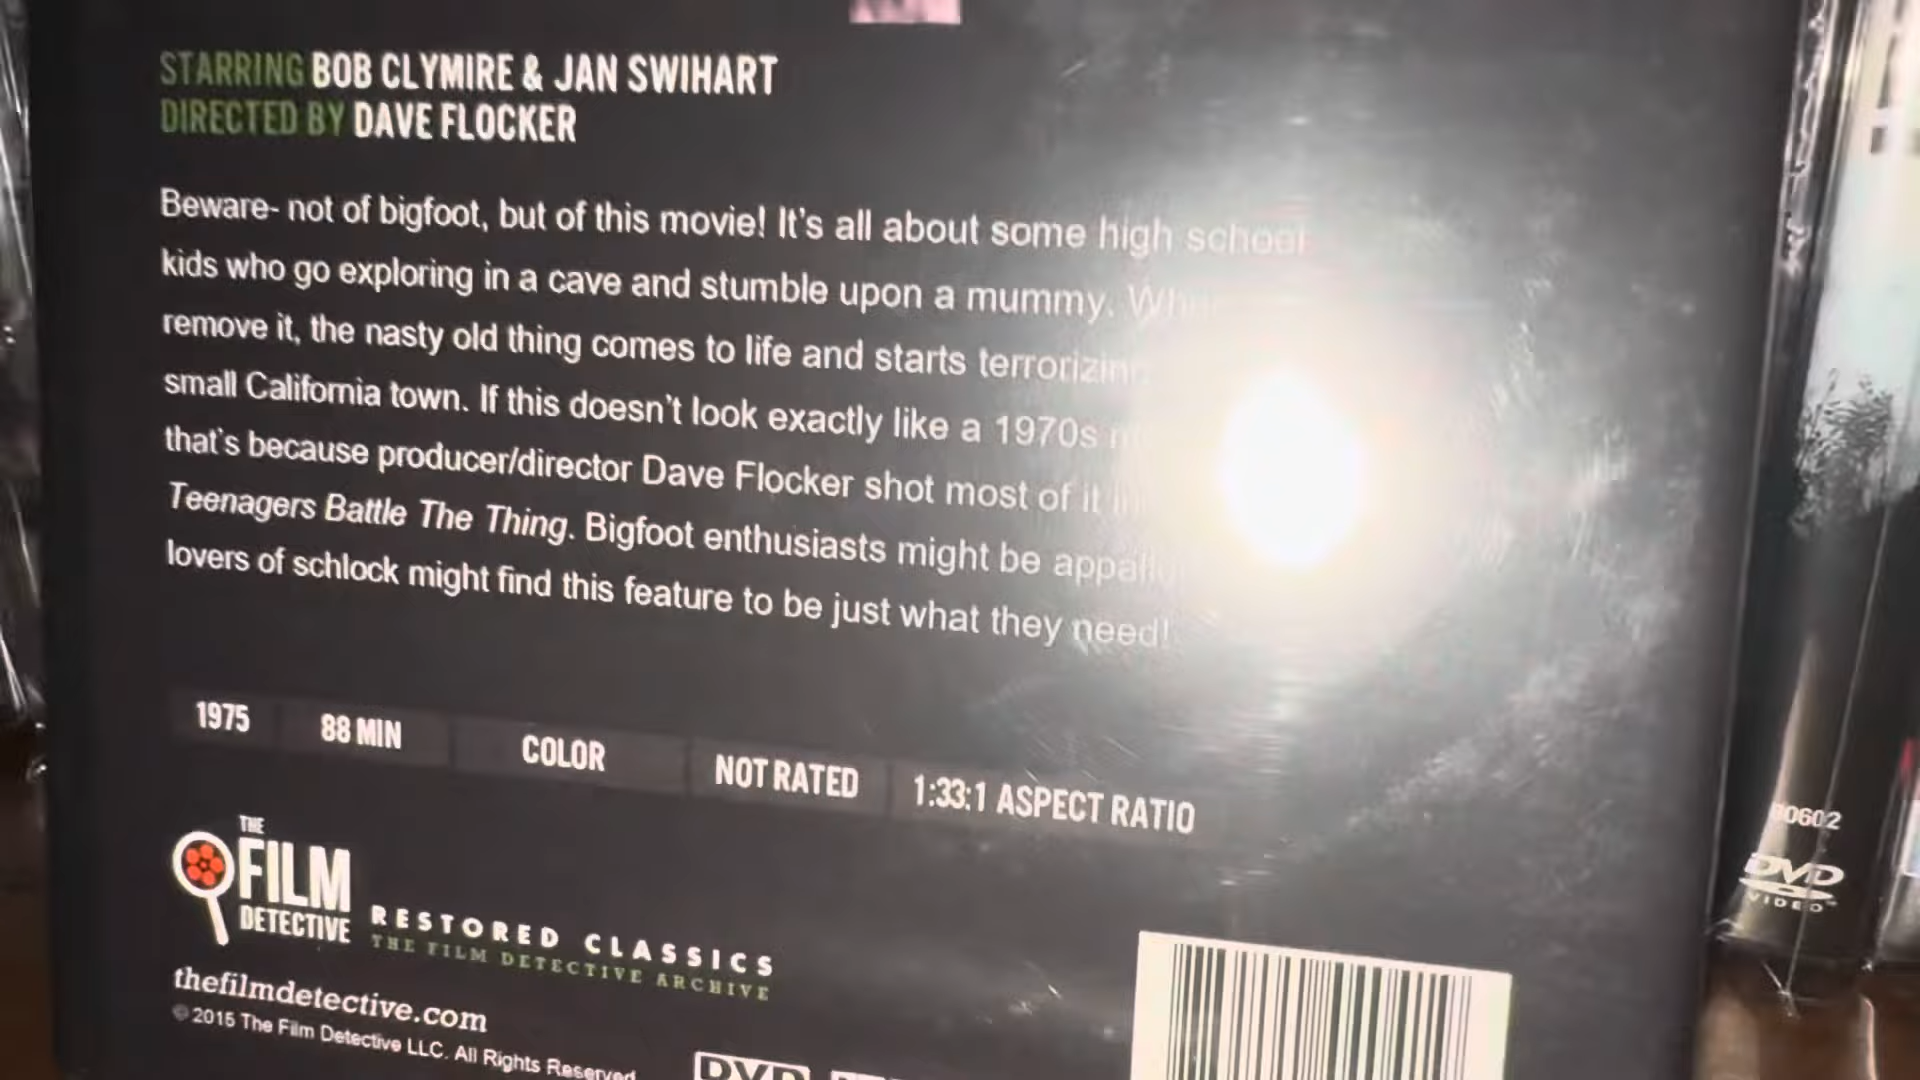 STARRING BOB CLYMIRE & JAN SWIHART
DIRECTED BY DAVE FLOCKER
Beware- not of bigfoot, but of this movie! It's all about some high school
kids who go exploring in a cave and stumble upon a mummy.
remove it, the nasty old thing comes to life and starts terrorizing
small California town. If this doesn't look exactly like a 1970s
that's because producer/director Dave Flocker shot most of it in
Teenagers Battle The Thing. Bigfoot enthusiasts might be
lovers of schlock might find this feature to be just what they need!
1975 88 MIN COLOR NOT RATED 1:33:1 ASPECT RATIO
THE
FILM
DETECTIVE
RESTORED CLASSICS
THE FILM DETECTIVE ARCHIVE
thefilmdetective.com
© 2015 The Film Detective LLC. All Rights Reserved
DVD
60602
DVD
VIDEO™